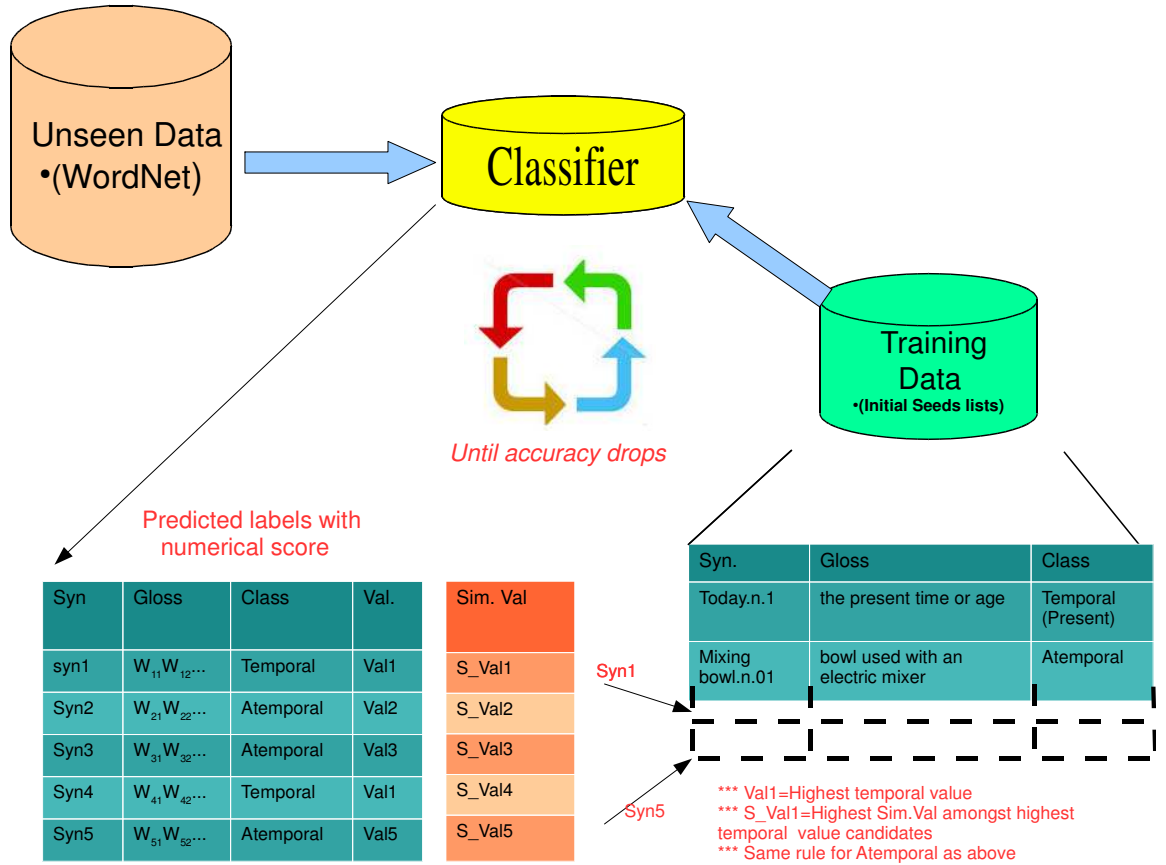 Unseen Data
•(WordNet)
Classifier
Training
Data
•(Initial Seeds lists)
Until accuracy drops
Predicted labels with
numerical score
Syn Gloss Class Val.
syn1 W11W12... Temporal Val1
Syn2 W21W22... Atemporal Val2
Syn3 W31W32... Atemporal Val3
Syn4 W41W42... Temporal Val1
Syn5 W51W52... Atemporal Val5
Sim. Val
S_Val1
S_Val2
S_Val3
S_Val4
S_Val5
Syn1
Syn5
Syn. Gloss Class
Today.n.1 the present time or age Temporal
(Present)
Mixing bowl used with an Atemporal
bowl.n.01 electric mixer
*** Val1=Highest temporal value
*** S_Val1=Highest Sim.Val amongst highest
temporal value candidates
*** Same rule for Atemporal as above